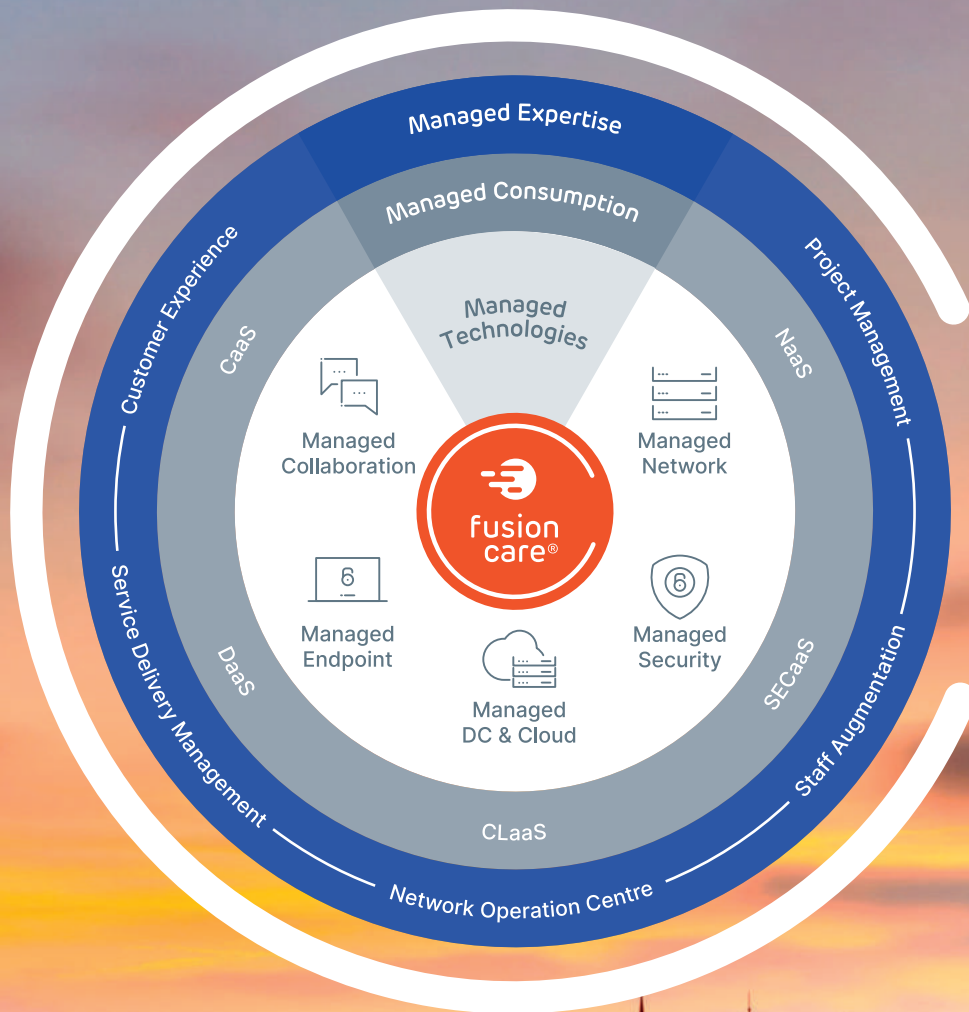 Managed Expertise
Managed Consumption
Managed
Technologies
Customer Experience
Project Management
CaaS
NaaS
Managed
Collaboration
Managed
Network
fusion
care®
Managed
Endpoint
Managed
Security
Managed
DC & Cloud
DaaS
SECaaS
CLaaS
Service Delivery Management
Staff Augmentation
Network Operation Centre